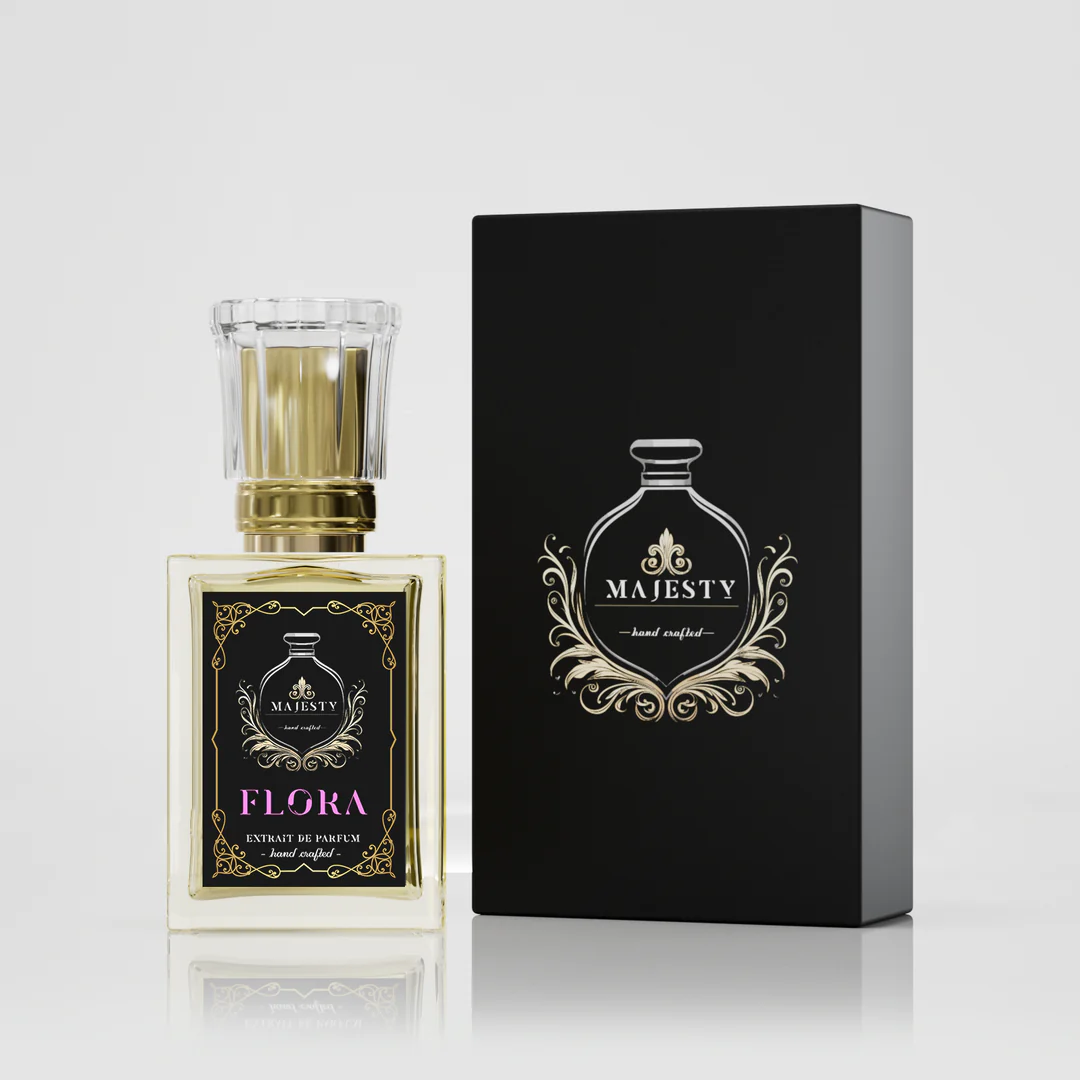 MAJESTY
hand crafted
FLORA
EXTRAIT DE PARFUM
- hand crafted -
MAJESTY
—hand crafted—